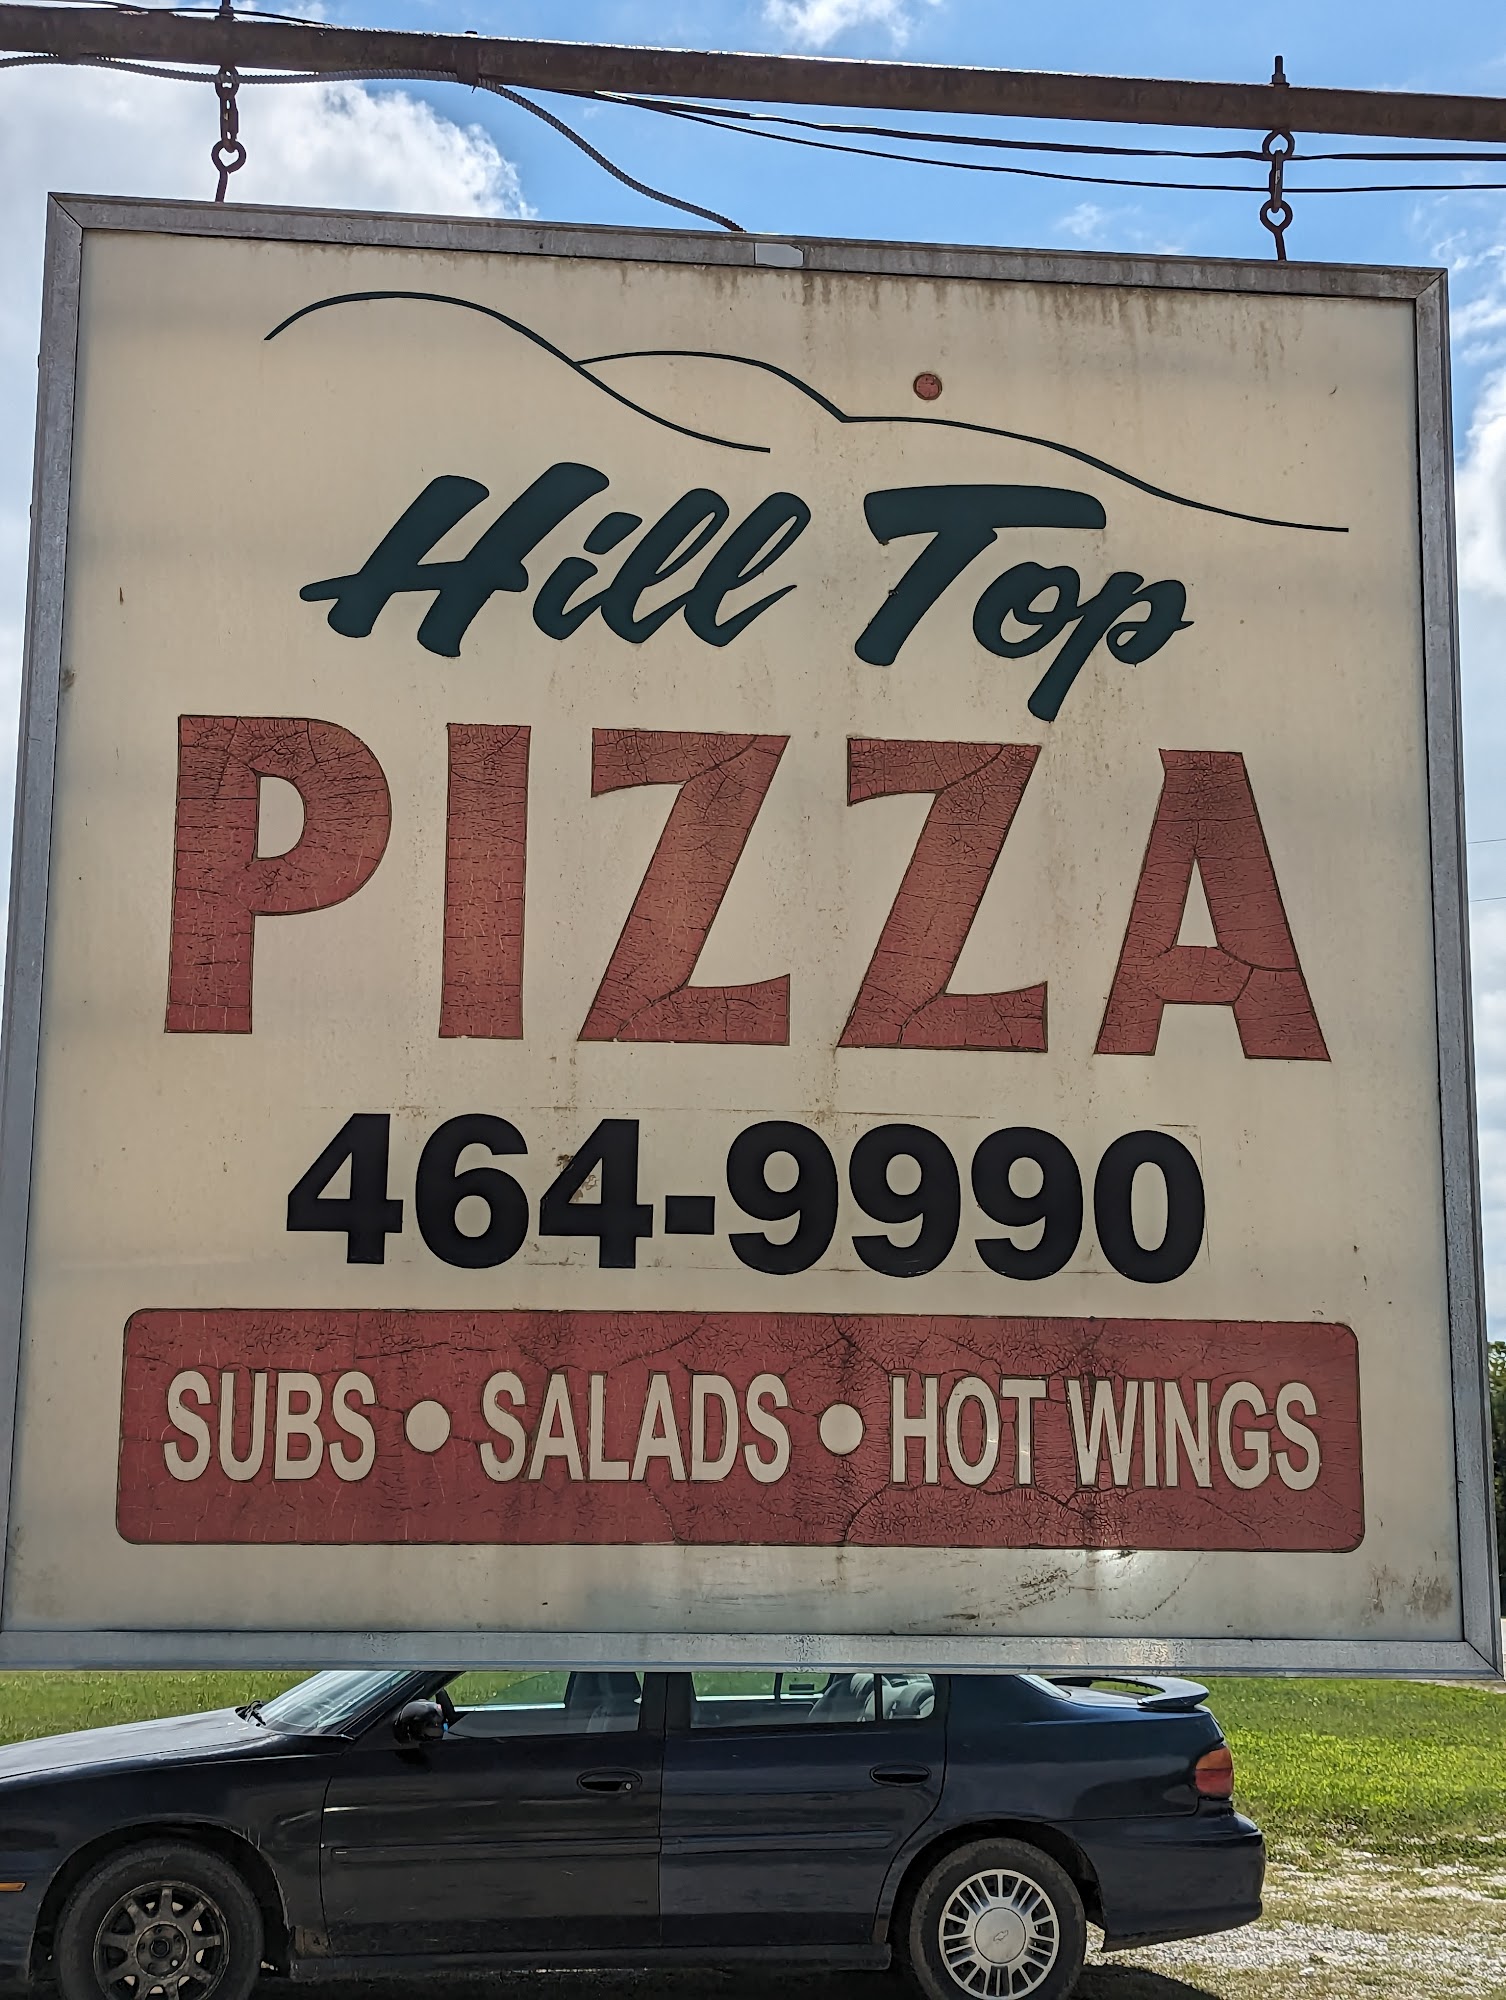 Hill Top
PIZZA
464-9990
SUBS • SALADS • HOT WINGS